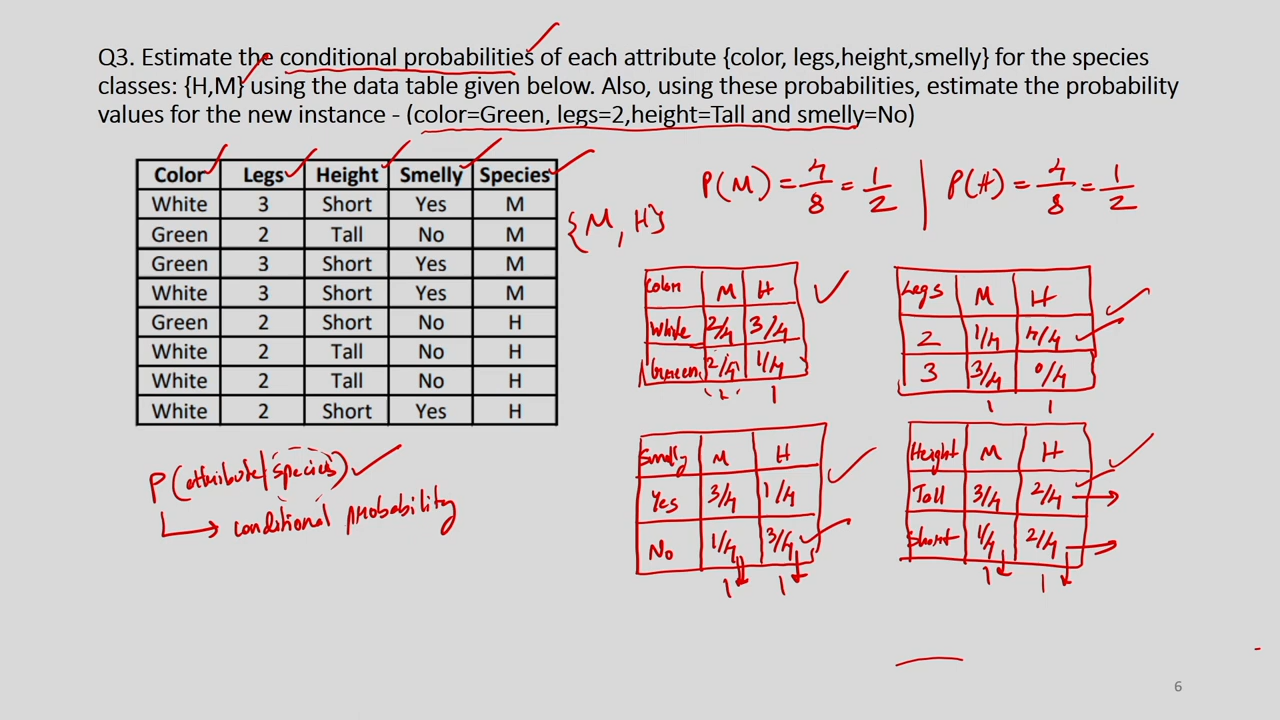 Q3. Estimate the conditional probabilities of each attribute {color, legs,height,smelly} for the species
classes: {H,M} using the data table given below. Also, using these probabilities, estimate the probability
values for the new instance - (color=Green, legs=2,height=Tall and smelly=No)
Color Legs Height Smelly Species
White 3 Short Yes M
Green 2 Tall No M
Green 3 Short Yes M
White 3 Short Yes M
Green 2 Short No H
White 2 Tall No H
White 2 Tall No H
White 2 Short Yes H
{M, H}
P(M) = 4/8 = 1/2 | P(H) = 4/8 = 1/2
Color M H
White 2/4 3/4
Green 2/4 1/4
1
Legs M H
2 1/4 4/4
3 3/4 0/4
1 1
Smelly M H
Yes 3/4 1/4
No 1/4 3/4
1 1
Height M H
Tall 3/4 2/4
Short 1/4 2/4
1 1
P(attribute/species)
conditional probability
6